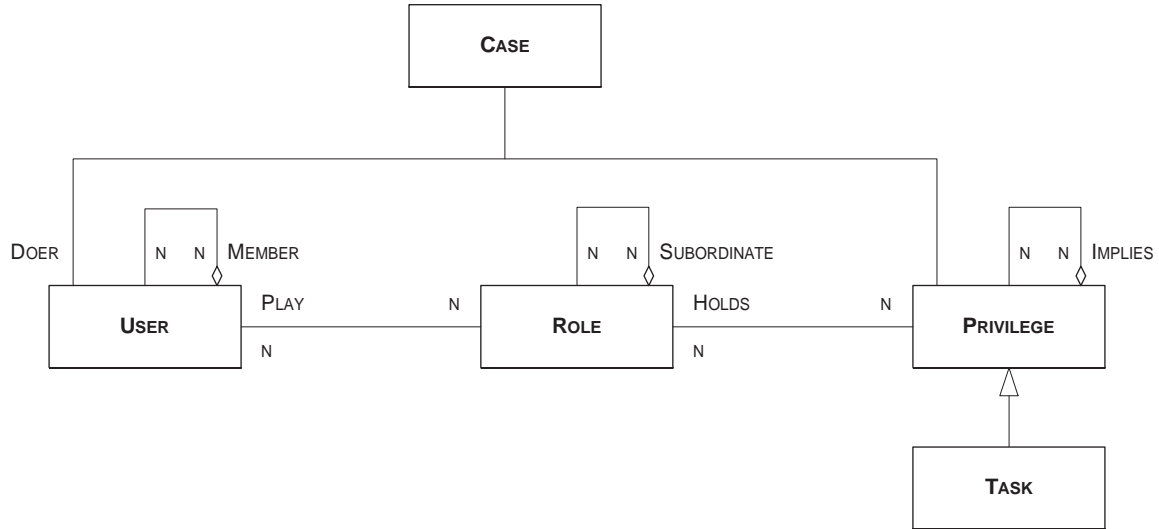 CASE
DOER
N N MEMBER
N N SUBORDINATE
N N IMPLIES
USER
PLAY N
N
ROLE
HOLDS N
N
PRIVILEGE
TASK